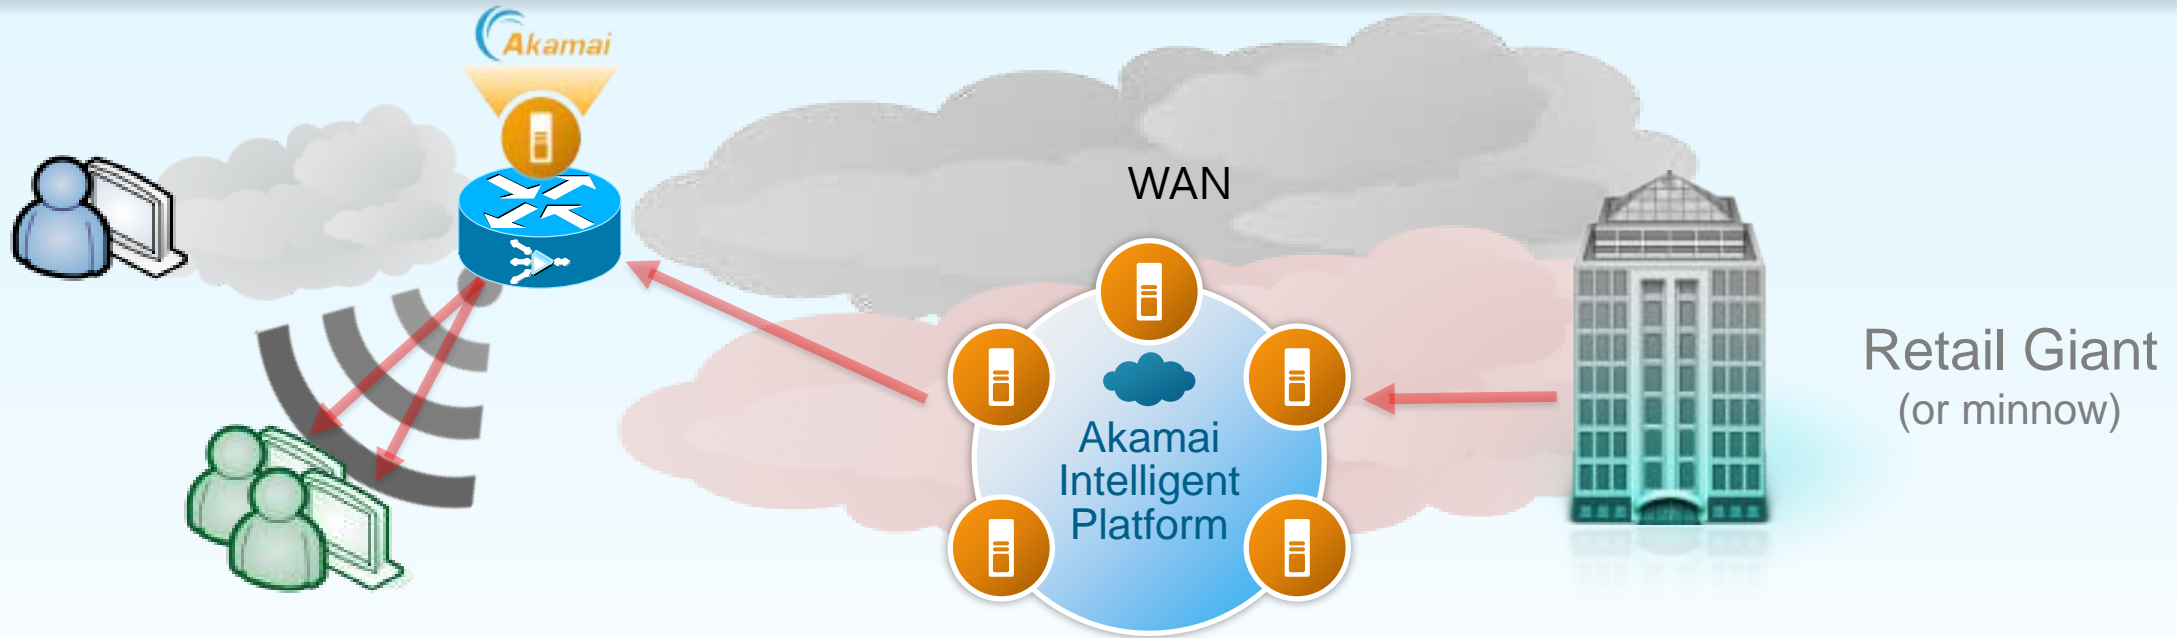 Akamai
WAN
Akamai
Intelligent
Platform
Retail Giant
(or minnow)